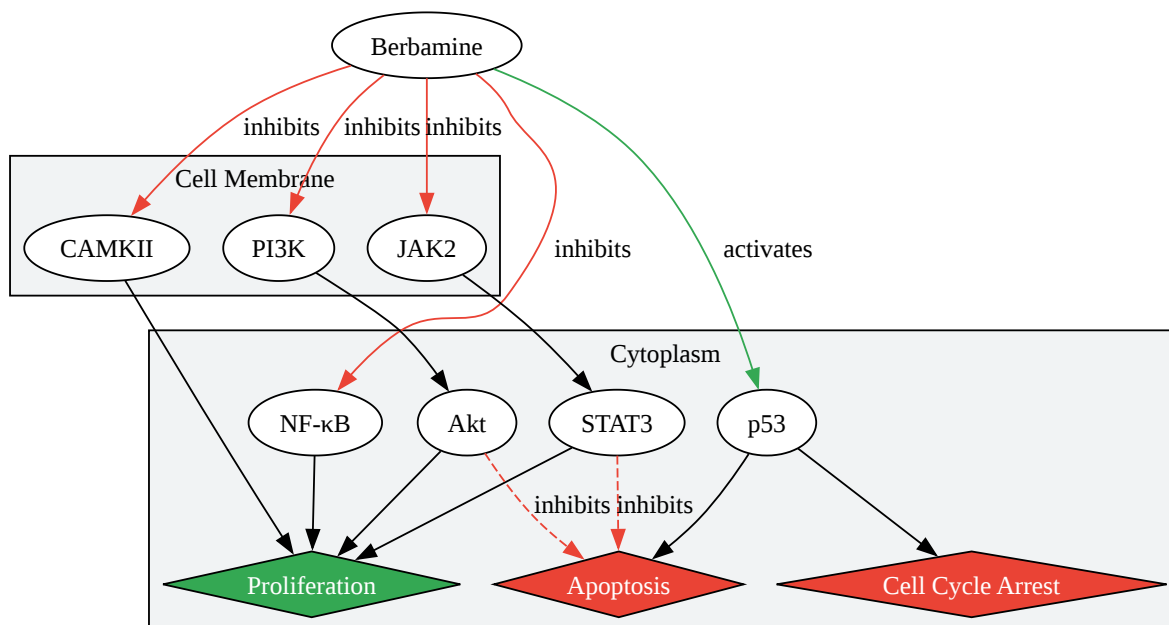 Berbamine
inhibits
inhibits
inhibits
Cell Membrane
CAMKII
PI3K
JAK2
inhibits
activates
Cytoplasm
NF-κB
Akt
STAT3
p53
inhibits
inhibits
Proliferation
Apoptosis
Cell Cycle Arrest